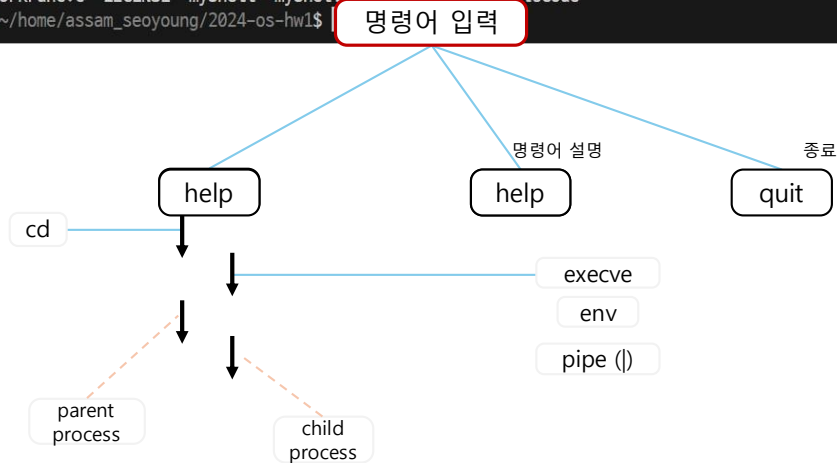 ~/home/assam_seoyoung/2024-os-hw1$
명령어 입력
명령어 설명
종료
help
help
quit
cd
execve
env
pipe (|)
parent
process
child
process